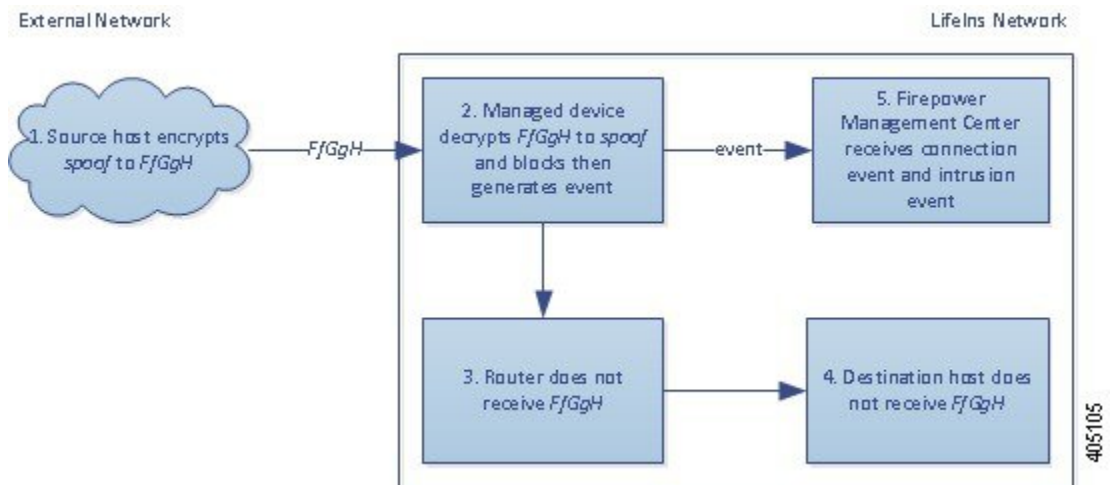 External Network
LifeIns Network
1. Source host encrypts
spoof to FfGgH
FfGgH
2. Managed device
decrypts FfGgH to spoof
and blocks then
generates event
event
5. Firepower
Management Center
receives connection
event and intrusion
event
3. Router does not
receive FfGgH
4. Destination host does
not receive FfGgH
405105